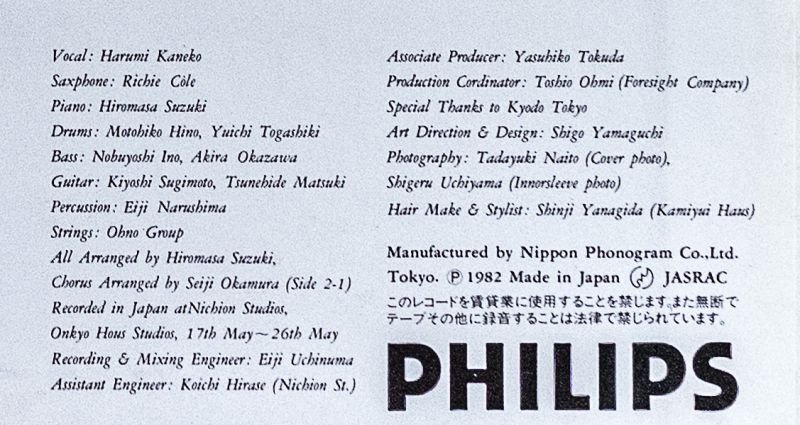 Vocal: Harumi Kaneko
Saxphone: Richie Cole
Piano: Hiromasa Suzuki
Drums: Motohiko Hino, Yuichi Togashiki
Bass: Nobuyoshi Ino, Akira Okazawa
Guitar: Kiyoshi Sugimoto, Tsunehide Matsuki
Percussion: Eiji Narushima
Strings: Ohno Group
All Arranged by Hiromasa Suzuki,
Chorus Arranged by Seiji Okamura (Side 2-1)
Recorded in Japan atNichion Studios,
Onkyo Hous Studios, 17th May~26th May
Recording & Mixing Engineer: Eiji Uchinuma
Assistant Engineer: Koichi Hirase (Nichion St.)
Associate Producer: Yasuhiko Tokuda
Production Cordinator: Toshio Ohmi (Foresight Company)
Special Thanks to Kyodo Tokyo
Art Direction & Design: Shigo Yamaguchi
Photography: Tadayuki Naito (Cover photo),
Shigeru Uchiyama (Innorsleeve photo)
Hair Make & Stylist: Shinji Yanagida (Kamiyui Haus)
Manufactured by Nippon Phonogram Co.,Ltd.
Tokyo. Ⓟ 1982 Made in Japan JASRAC
このレコードを賃貸業に使用することを禁じます。また無断で
テープその他に録音することは法律で禁じられています。
PHILIPS